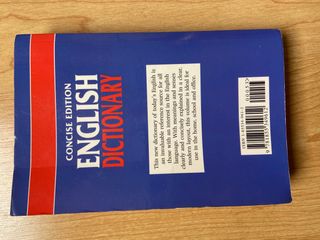 CONCISE EDITION
ENGLISH
DICTIONARY
This new dictionary of today's English is
an invaluable reference source for all
those with an interest in the English
language. With meanings and senses
clearly and concisely explained in a clear,
modern layout, this volume is ideal for
use in the home, school and office.